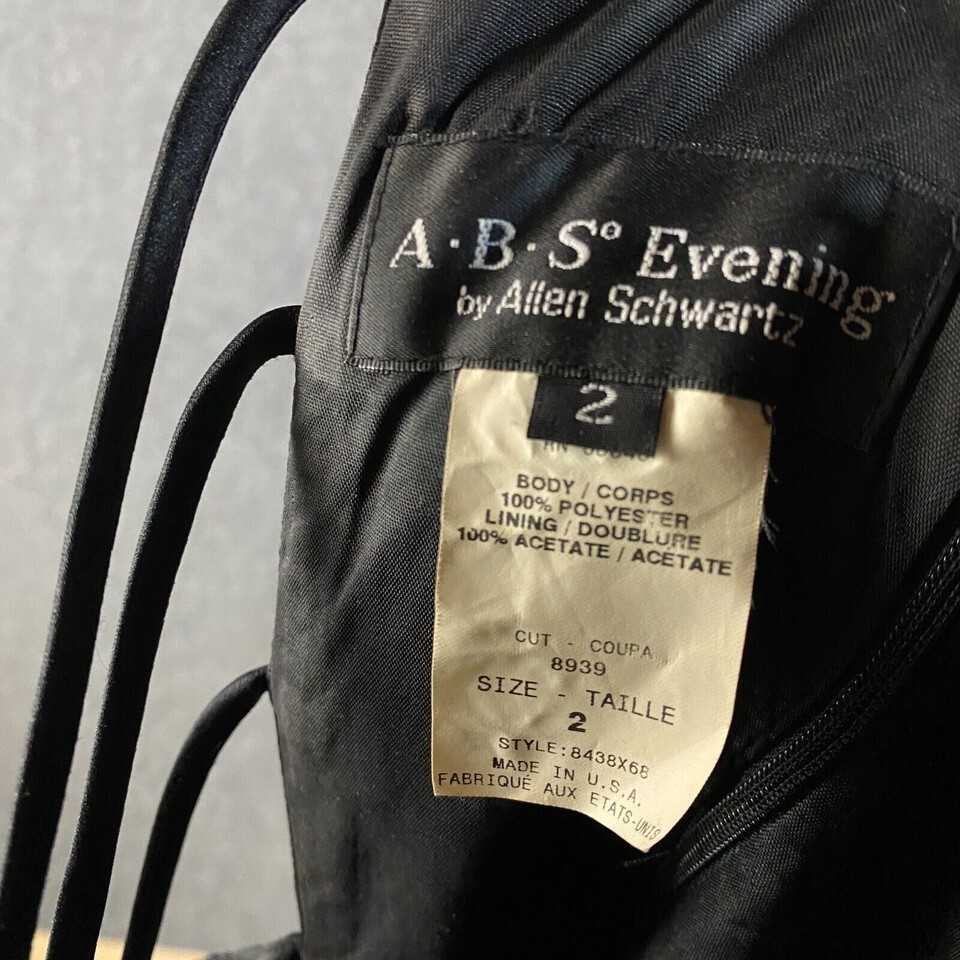 A·B·S° Evening
by Allen Schwartz
2
RN
BODY / CORPS
100% POLYESTER
LINING / DOUBLURE
100% ACETATE / ACÉTATE
CUT - COUPA
8939
SIZE - TAILLE
2
STYLE:8438X68
MADE IN U.S.A.
FABRIQUÉ AUX ETATS-UNIS